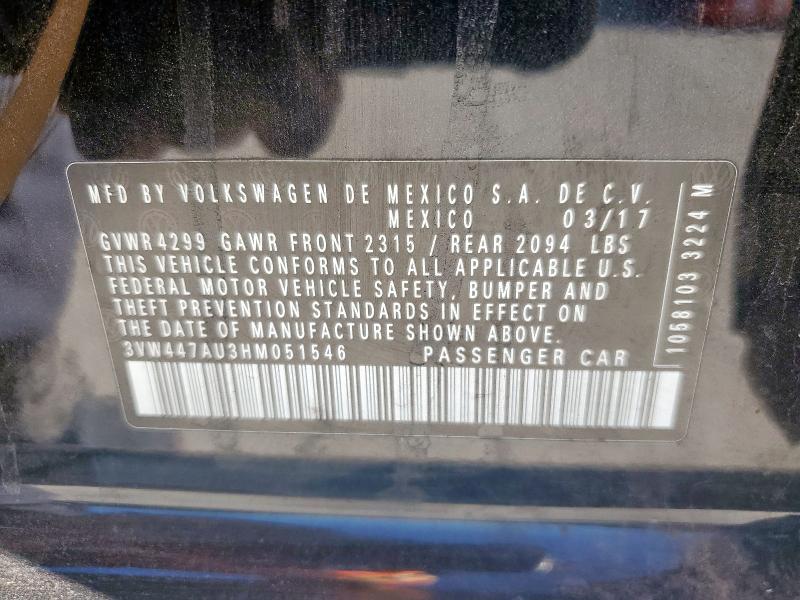 MFD BY VOLKSWAGEN DE MEXICO S.A. DE C.V.
MEXICO 03/17
GVWR 4299 GAWR FRONT 2315 / REAR 2094 LBS
THIS VEHICLE CONFORMS TO ALL APPLICABLE U.S.
FEDERAL MOTOR VEHICLE SAFETY, BUMPER AND
THEFT PREVENTION STANDARDS IN EFFECT ON
THE DATE OF MANUFACTURE SHOWN ABOVE.
3VW447AU3HM051546 PASSENGER CAR
1068103 3224 M